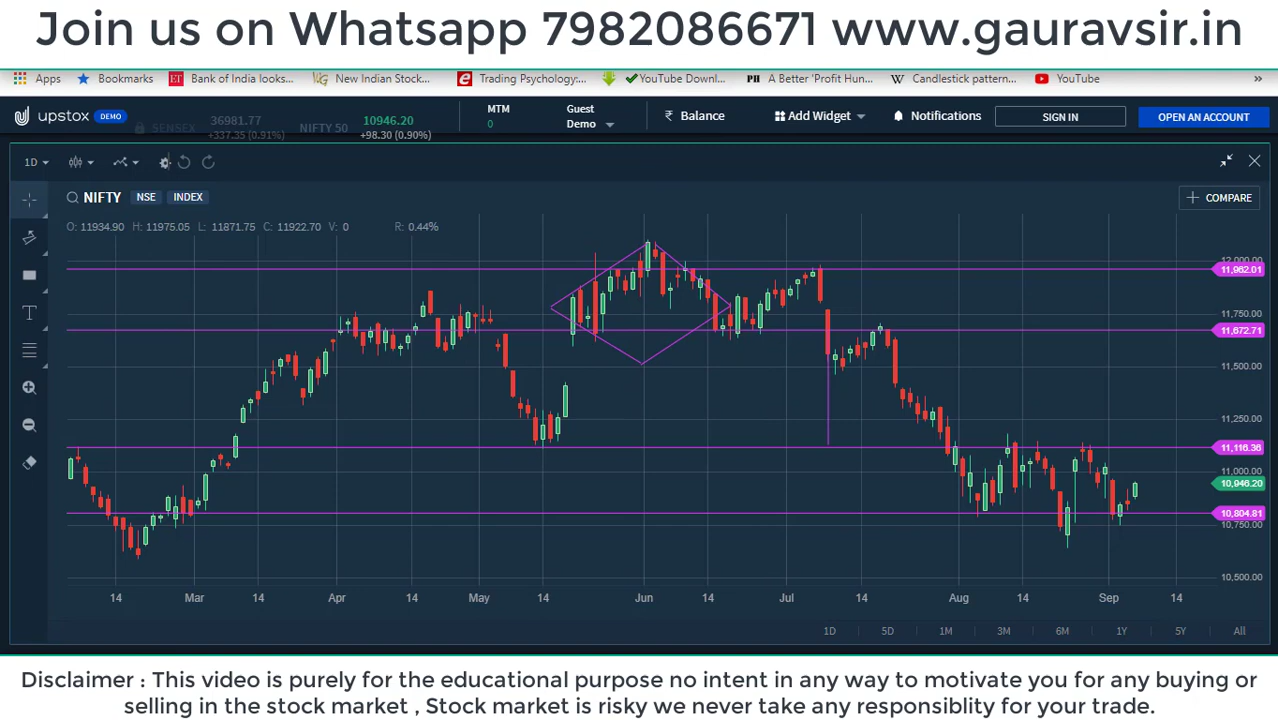 Join us on Whatsapp 7982086671 www.gauravsir.in
Apps Bookmarks Bank of India looks... New Indian Stock... Trading Psychology:... YouTube Downl... A Better 'Profit Hun... Candlestick pattern... YouTube »
upstox DEMO SENSEX 36981.77 +337.35(0.91%) NIFTY 50 10946.20 +98.30 (0.90%) MTM 0 Guest Demo ₹ Balance Add Widget Notifications SIGN IN OPEN AN ACCOUNT
1D
NIFTY NSE INDEX + COMPARE
O: 11934.90 H: 11975.05 L: 11871.75 C: 11922.70 V: 0 R: 0.44%
12,000.00
11,982.01
11,750.00
11,672.71
11,500.00
11,250.00
11,116.36
11,000.00
10,946.20
10,804.81
10,750.00
10,500.00
14 Mar 14 Apr 14 May 14 Jun 14 Jul 14 Aug 14 Sep 14
1D 5D 1M 3M 6M 1Y 5Y All
Disclaimer : This video is purely for the educational purpose no intent in any way to motivate you for any buying or
selling in the stock market , Stock market is risky we never take any responsiblity for your trade.